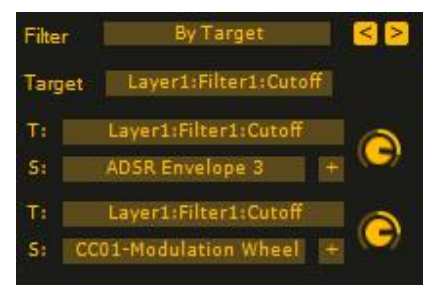 Filter By Target < >
Target Layer1:Filter1:Cutoff
T: Layer1:Filter1:Cutoff
S: ADSR Envelope 3 +
T: Layer1:Filter1:Cutoff
S: CC01-Modulation Wheel +